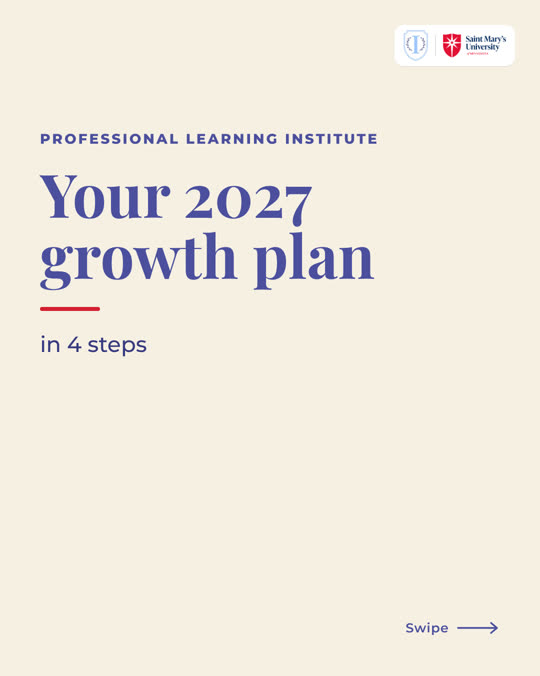 Saint Mary's
University
PROFESSIONAL LEARNING INSTITUTE
Your 2027
growth plan
in 4 steps
Swipe